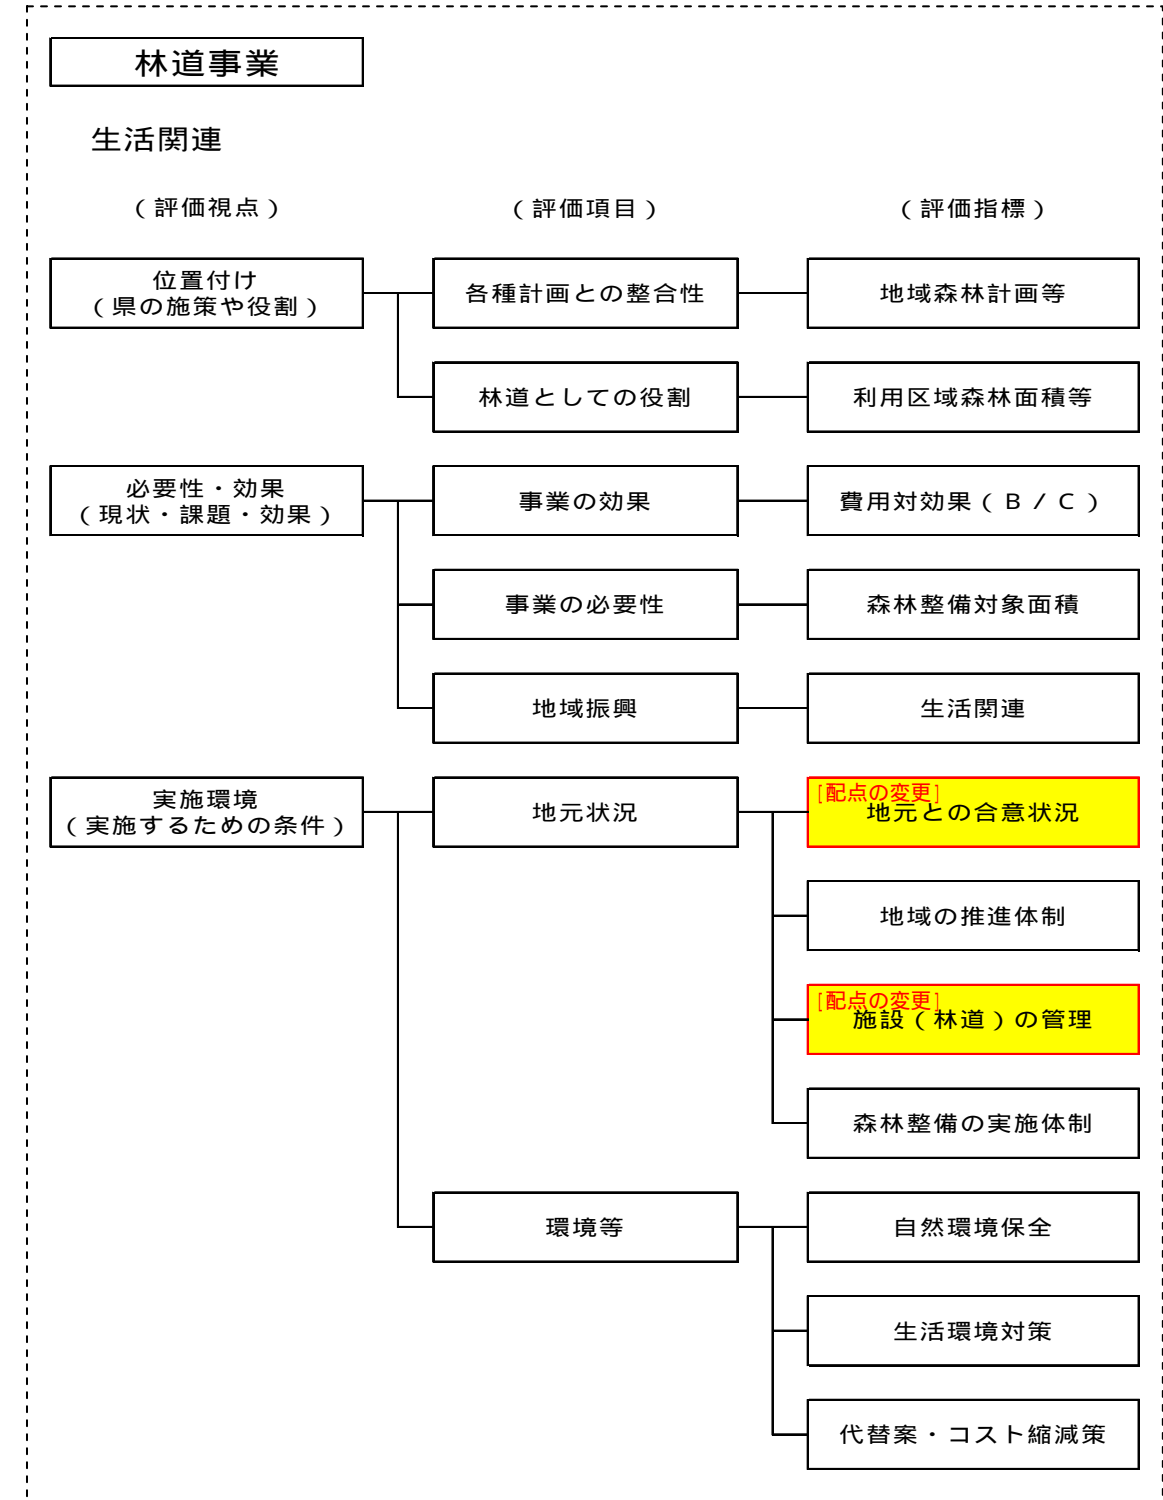 林道事業
生活関連
（評価視点）
（評価項目）
（評価指標）
位置付け
（県の施策や役割）
各種計画との整合性
地域森林計画等
林道としての役割
利用区域森林面積等
必要性・効果
（現状・課題・効果）
事業の効果
費用対効果（Ｂ／Ｃ）
事業の必要性
森林整備対象面積
地域振興
生活関連
実施環境
（実施するための条件）
地元状況
[配点の変更]
地元との合意状況
地域の推進体制
[配点の変更]
施設（林道）の管理
森林整備の実施体制
環境等
自然環境保全
生活環境対策
代替案・コスト縮減策